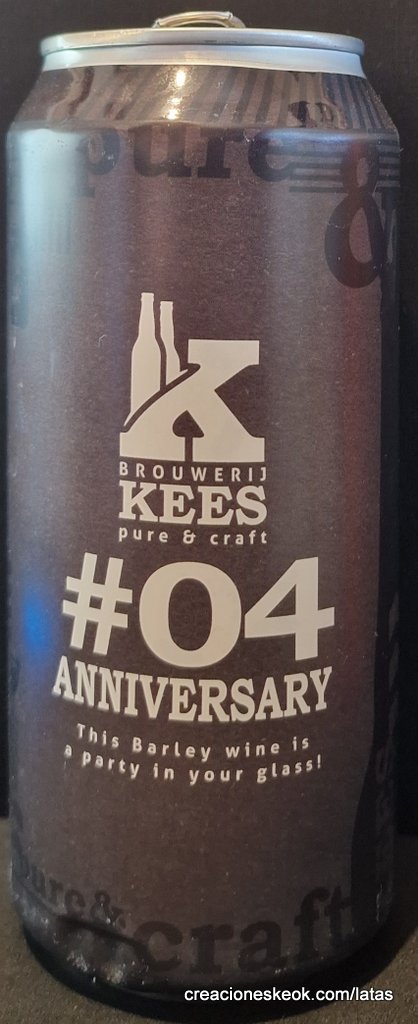 pure
&
K
BROUWERIJ
KEES
pure & craft
#04
ANNIVERSARY
This Barley wine is
a party in your glass!
pure &
craft
creacioneskeok.com/latas